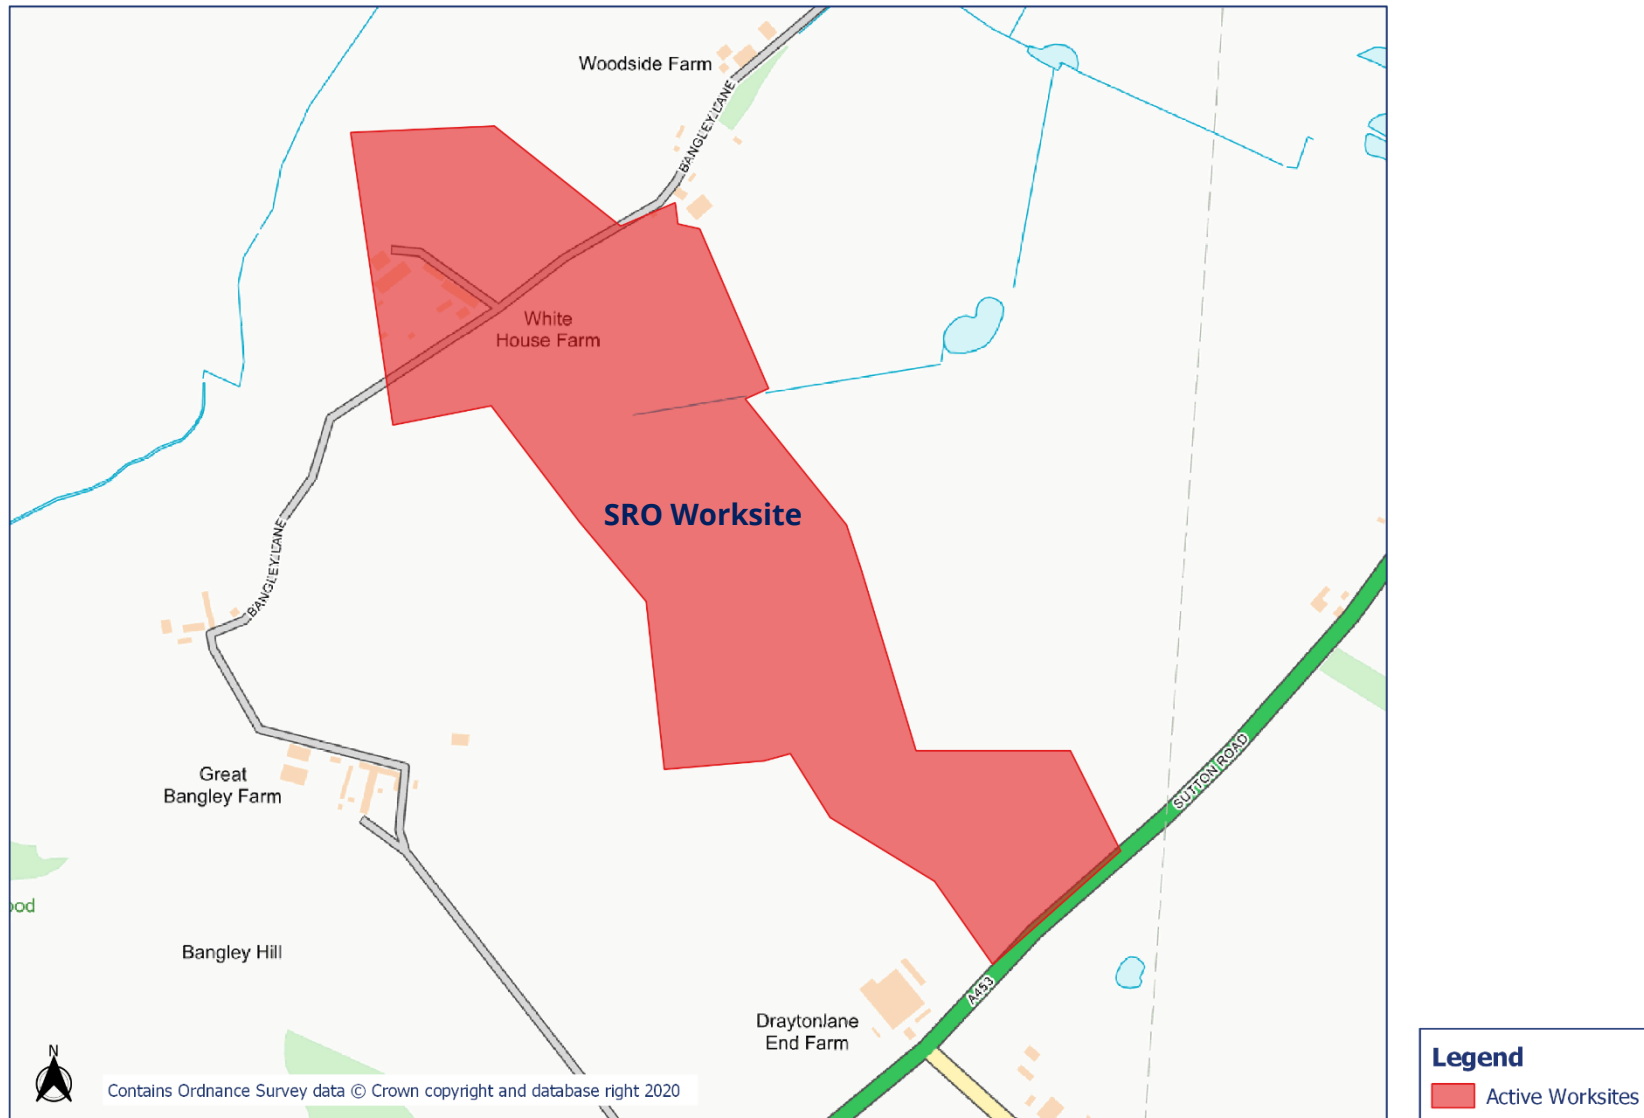 Woodside Farm
BANGLEY LANE
White
House Farm
SRO Worksite
BANGLEY LANE
Great
Bangley Farm
SUTTON ROAD
ood
Bangley Hill
A453
Draytonlane
End Farm
N
Contains Ordnance Survey data © Crown copyright and database right 2020
Legend
Active Worksites